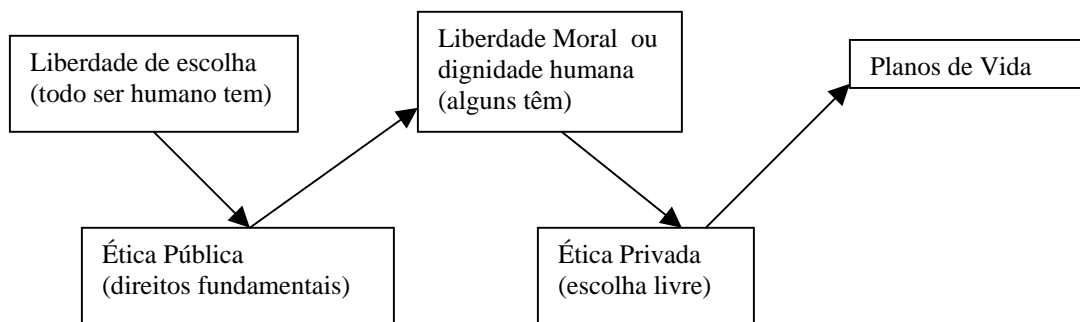 Liberdade de escolha
(todo ser humano tem)
Liberdade Moral ou
dignidade humana
(alguns têm)
Planos de Vida
Ética Pública
(direitos fundamentais)
Ética Privada
(escolha livre)